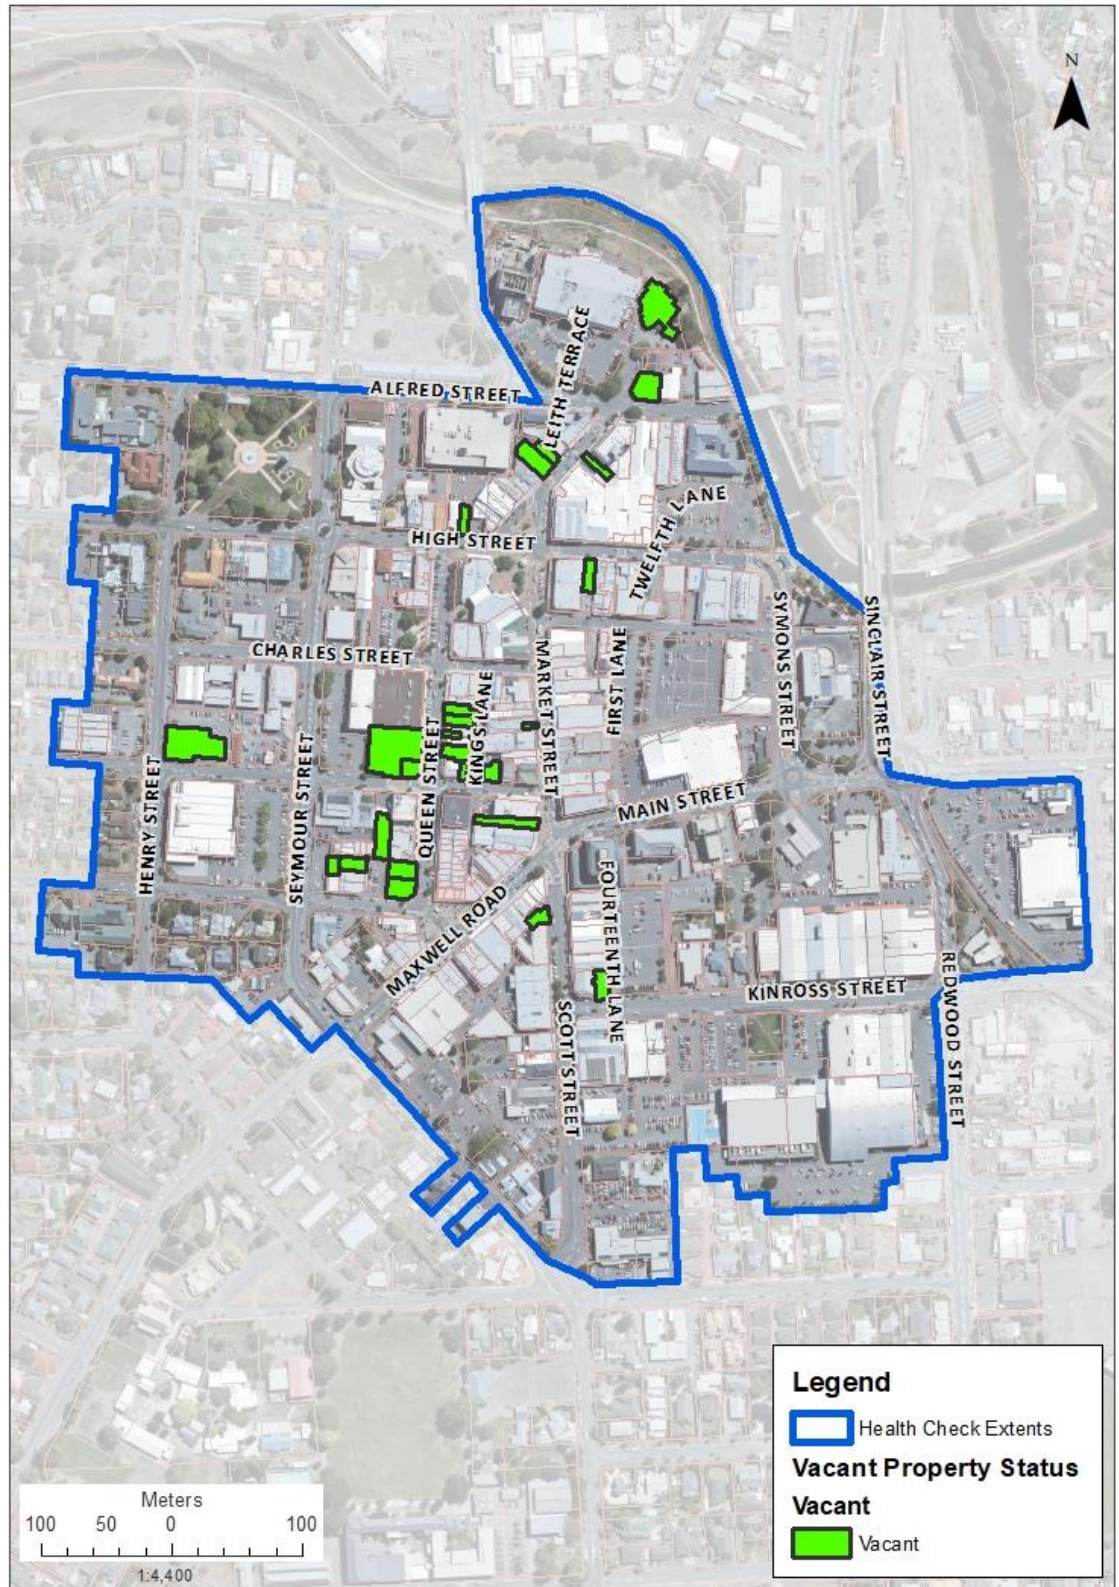 N
LEITH TERRACE
ALFRED STREET
TWELFTH LANE
HIGH STREET
SYMONS STREET
SINCLAIR STREET
CHARLES STREET
FIRST LANE
MARKET STREET
KINGS LANE
QUEEN STREET
SEYMOUR STREET
HENRY STREET
MAIN STREET
MAXWELL ROAD
FOURTEENTH LANE
KINROSS STREET
REDWOOD STREET
SCOTT STREET
Legend
Health Check Extents
Vacant Property Status
Vacant
Vacant
Meters
100 50 0 100
1:4,400